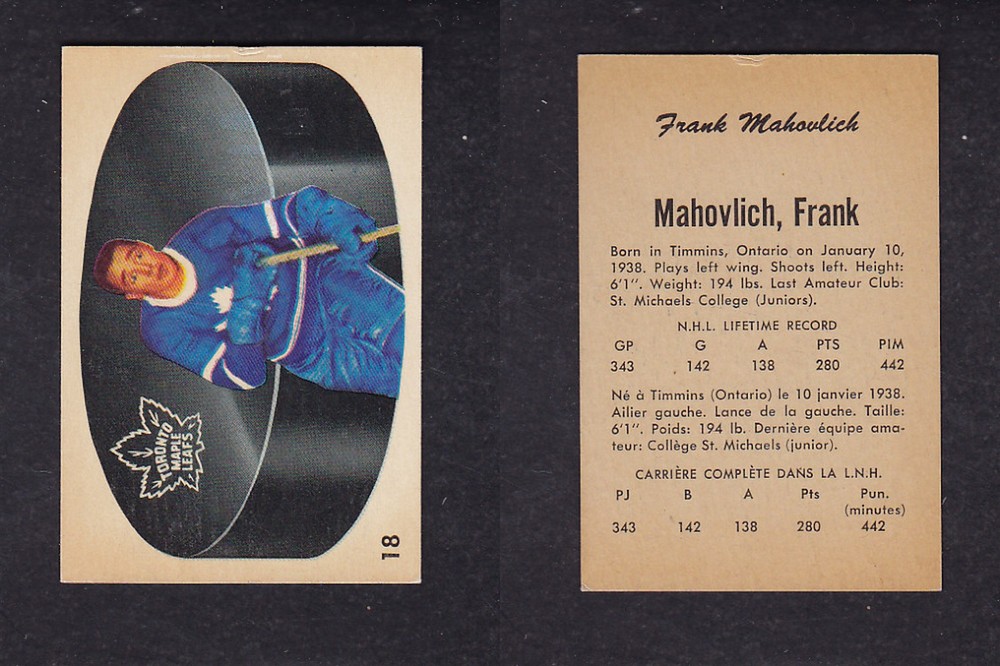 TORONTO
MAPLE
LEAFS
18
Frank Mahovlich
Mahovlich, Frank
Born in Timmins, Ontario on January 10,
1938. Plays left wing. Shoots left. Height:
6'1". Weight: 194 lbs. Last Amateur Club:
St. Michaels College (Juniors).
N.H.L. LIFETIME RECORD
GP G A PTS PIM
343 142 138 280 442
Né à Timmins (Ontario) le 10 janvier 1938.
Ailier gauche. Lance de la gauche. Taille:
6'1". Poids: 194 lb. Dernière équipe ama-
teur: Collège St. Michaels (junior).
CARRIÈRE COMPLÈTE DANS LA L.N.H.
PJ B A Pts Pun.
(minutes)
343 142 138 280 442